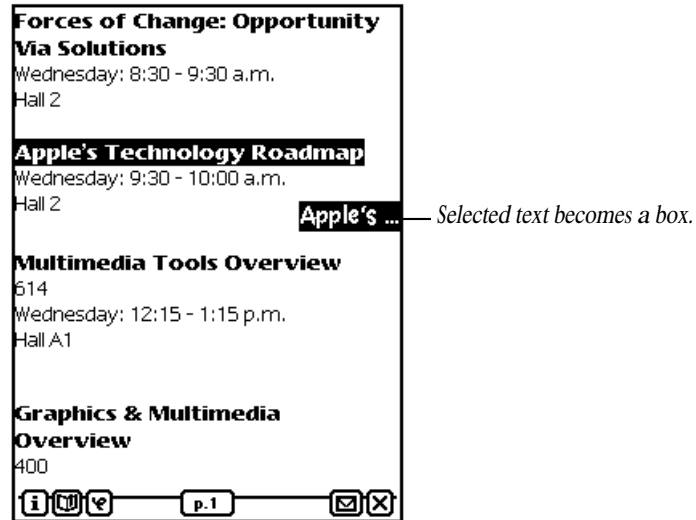 Forces of Change: Opportunity
Via Solutions
Wednesday: 8:30 - 9:30 a.m.
Hall 2
Apple's Technology Roadmap
Wednesday: 9:30 - 10:00 a.m.
Hall 2
Apple's ...
Selected text becomes a box.
Multimedia Tools Overview
614
Wednesday: 12:15 - 1:15 p.m.
Hall A1
Graphics & Multimedia
Overview
400
i
p.1